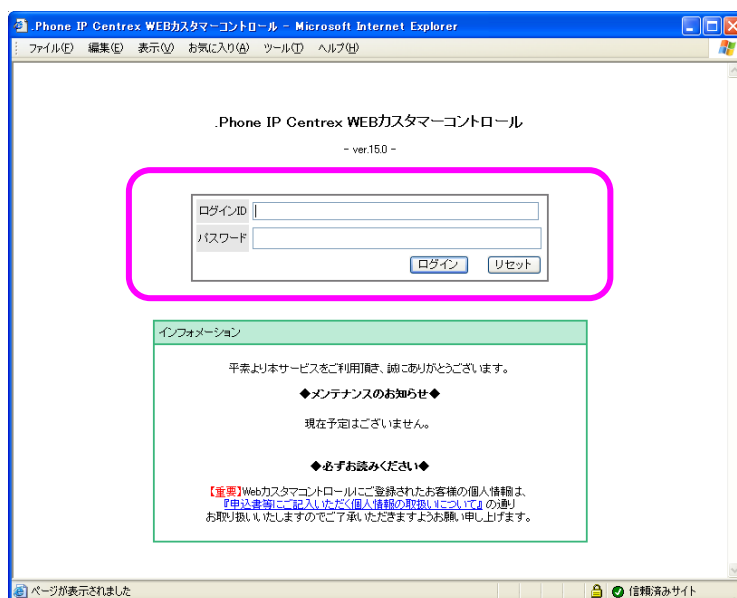 .Phone IP Centrex WEBカスタマーコントロール - Microsoft Internet Explorer
ファイル(F) 編集(E) 表示(V) お気に入り(A) ツール(T) ヘルプ(H)
.Phone IP Centrex WEBカスタマーコントロール
- ver.15.0 -
ログインID
パスワード
ログイン リセット
インフォメーション
平素より本サービスをご利用頂き、誠にありがとうございます。
◆メンテナンスのお知らせ◆
現在予定はございません。
◆必ずお読みください◆
【重要】Webカスタマコントロールにご登録されたお客様の個人情報は、
『申込書等にご記入いただく個人情報の取扱いについて』の通り
お取り扱いいたしますのでご了承いただきますようお願い申し上げます。
ページが表示されました 信頼済みサイト